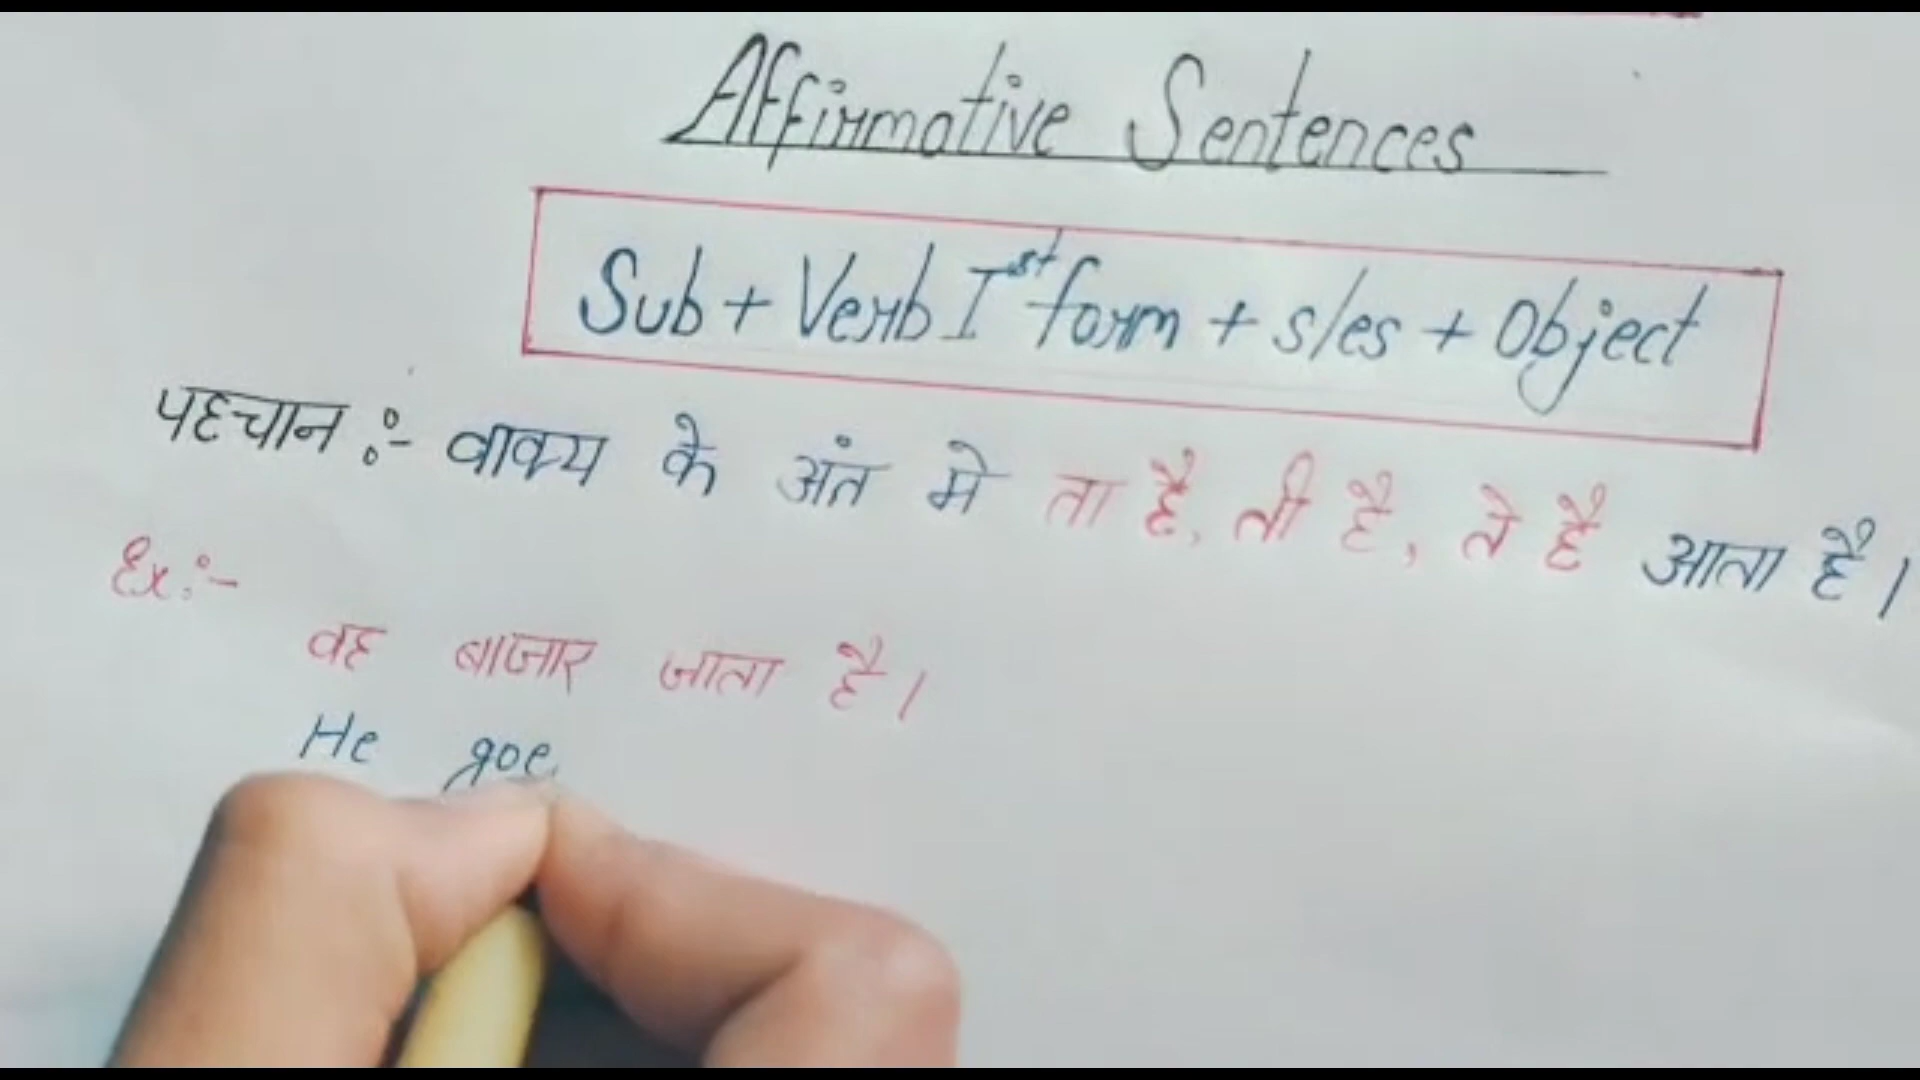 Affirmative Sentences
Sub + Verb Ist form + s/es + Object
पहचान :- वाक्य के अंत मे ता है, ती है, ते है आता है।
Ex:-
वह बाजार जाता है।
He goe